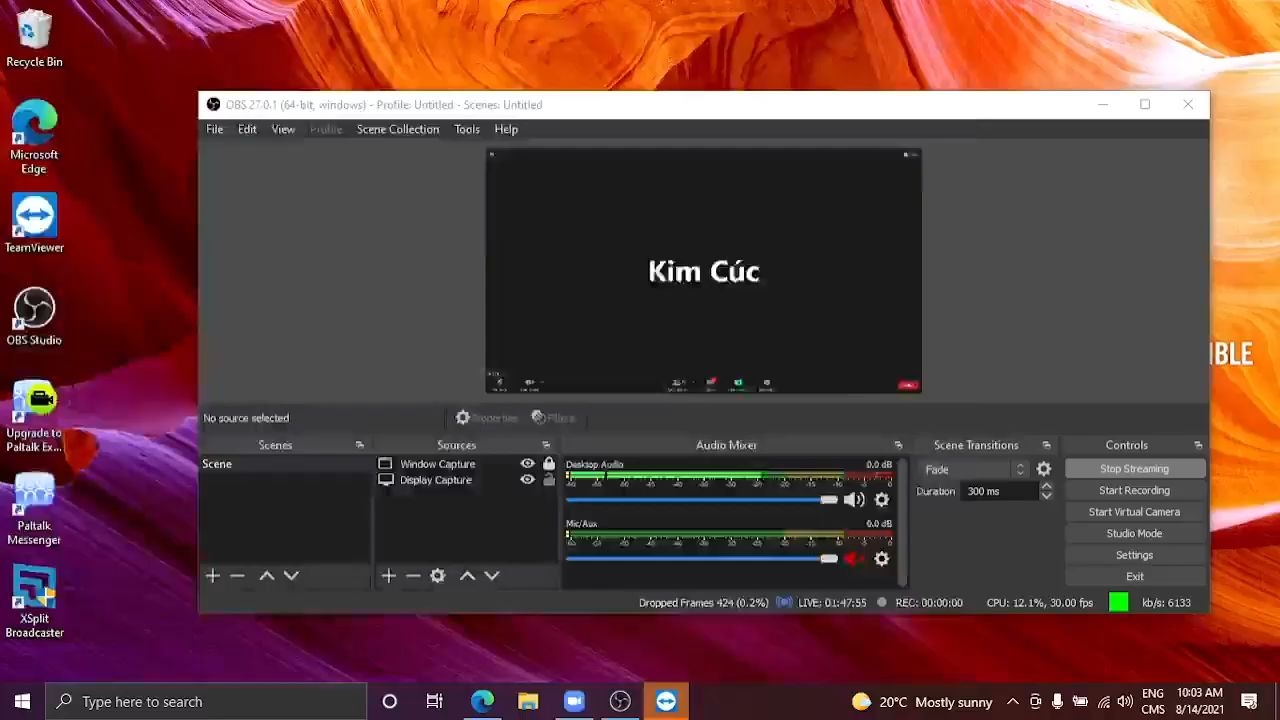 Recycle Bin
Microsoft
Edge
TeamViewer
OBS Studio
Upgrade to
Paltalk Ex...
Paltalk
Messenger
XSplit
Broadcaster
OBS 27.0.1 (64-bit, windows) - Profile: Untitled - Scenes: Untitled
File Edit View Profile Scene Collection Tools Help
Kim Cúc
IBLE
No source selected
Properties Filters
Scenes
Scene
Sources
Window Capture
Display Capture
Audio Mixer
Desktop Audio 0.0 dB
Mic/Aux 0.0 dB
Scene Transitions
Fade
Duration 300 ms
Controls
Stop Streaming
Start Recording
Start Virtual Camera
Studio Mode
Settings
Exit
Dropped Frames 424 (0.2%) LIVE: 01:47:55 REC: 00:00:00 CPU: 12.1%, 30.00 fps kb/s: 6133
Type here to search
20°C Mostly sunny
ENG
CMS
10:03 AM
8/14/2021